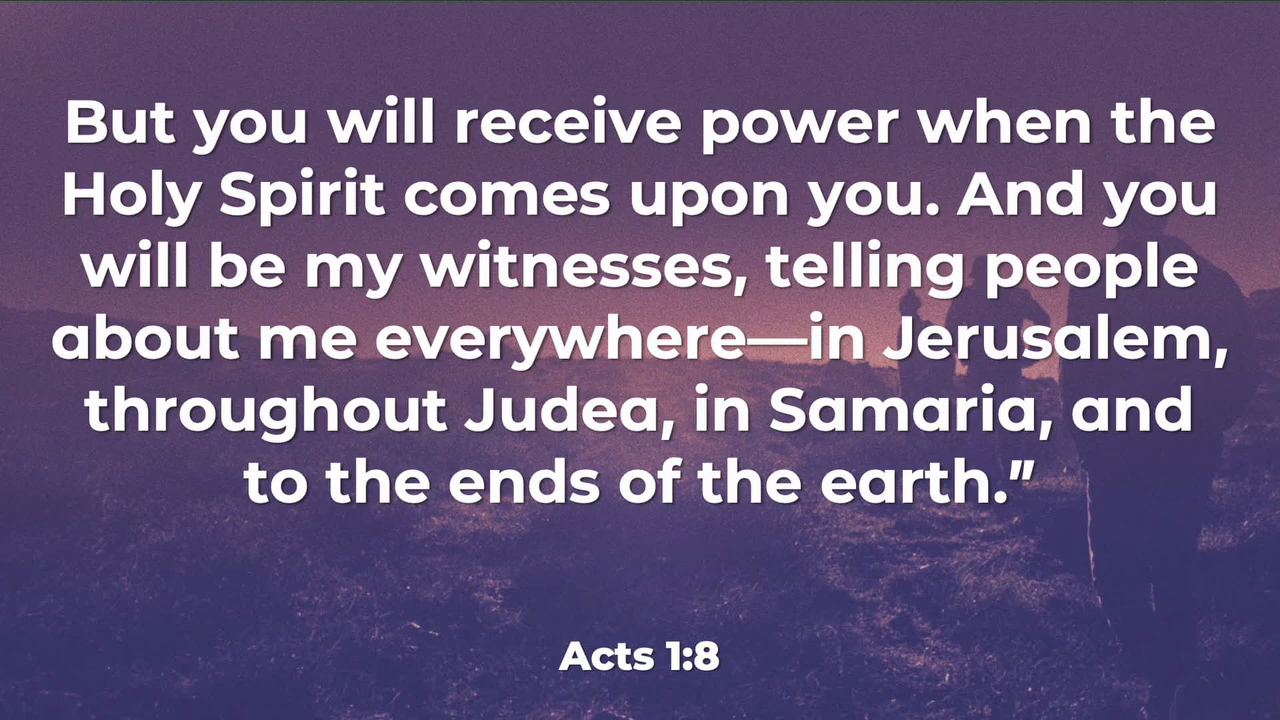 But you will receive power when the
Holy Spirit comes upon you. And you
will be my witnesses, telling people
about me everywhere—in Jerusalem,
throughout Judea, in Samaria, and
to the ends of the earth.”
Acts 1:8